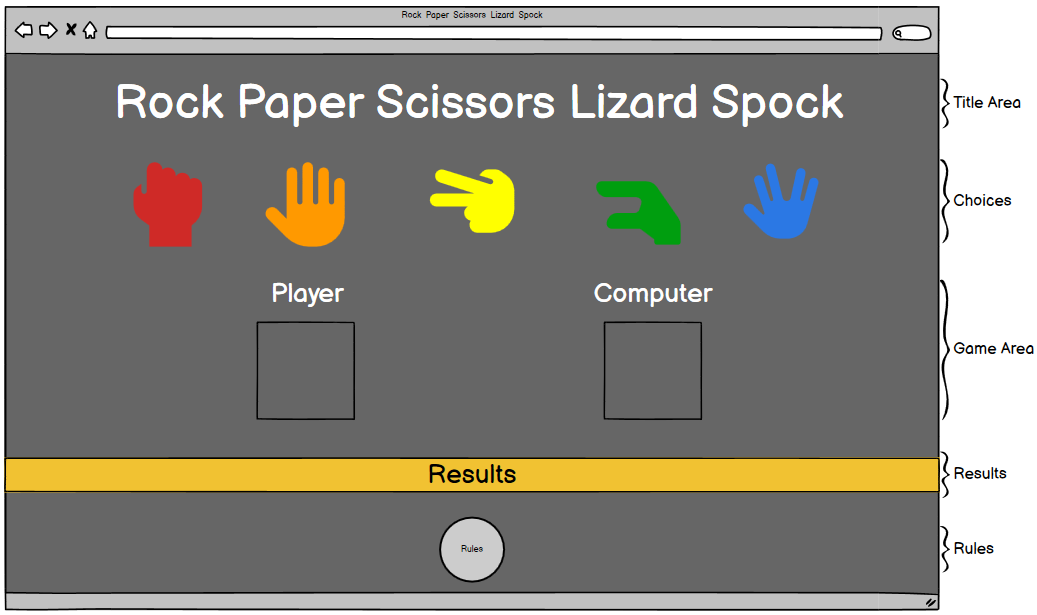 Rock Paper Scissors Lizard Spock
Rock Paper Scissors Lizard Spock
Title Area
Choices
Player
Computer
Game Area
Results
Results
Rules
Rules